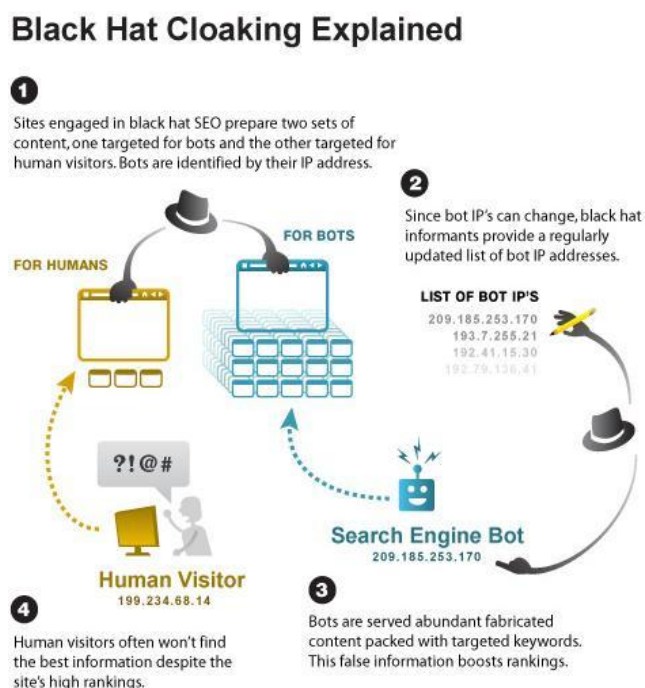 Black Hat Cloaking Explained
1
Sites engaged in black hat SEO prepare two sets of
content, one targeted for bots and the other targeted for
human visitors. Bots are identified by their IP address.
FOR HUMANS
FOR BOTS
2
Since bot IP's can change, black hat
informants provide a regularly
updated list of bot IP addresses.
LIST OF BOT IP'S
209.185.253.170
193.7.255.21
192.41.15.30
192.79.136.41
?!@#
Human Visitor
199.234.68.14
Search Engine Bot
209.185.253.170
3
Bots are served abundant fabricated
content packed with targeted keywords.
This false information boosts rankings.
4
Human visitors often won't find
the best information despite the
site's high rankings.